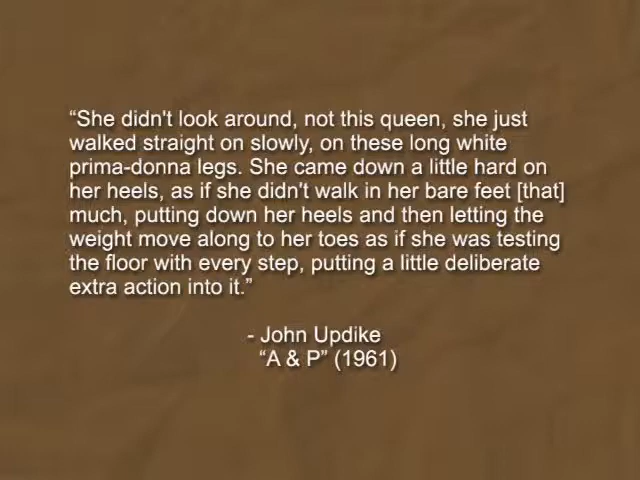 “She didn't look around, not this queen, she just
walked straight on slowly, on these long white
prima-donna legs. She came down a little hard on
her heels, as if she didn't walk in her bare feet [that]
much, putting down her heels and then letting the
weight move along to her toes as if she was testing
the floor with every step, putting a little deliberate
extra action into it.”
- John Updike
“A & P” (1961)